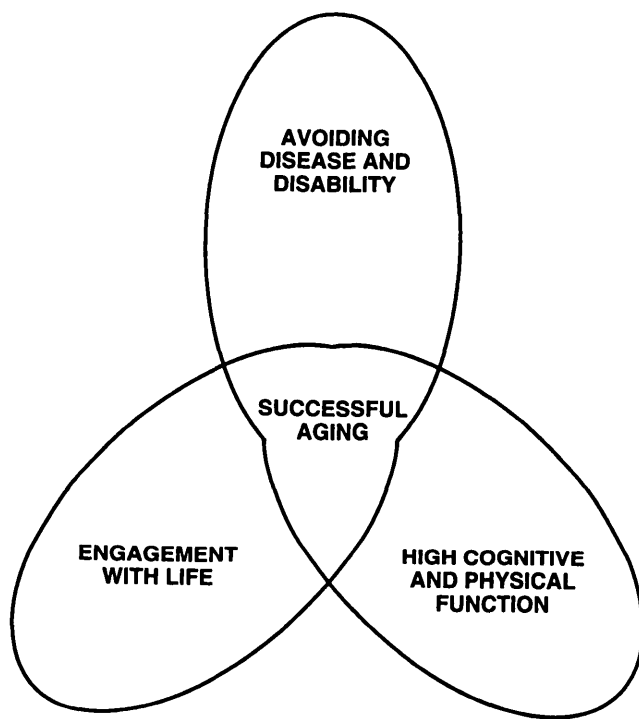 AVOIDING
DISEASE AND
DISABILITY
SUCCESSFUL
AGING
ENGAGEMENT
WITH LIFE
HIGH COGNITIVE
AND PHYSICAL
FUNCTION